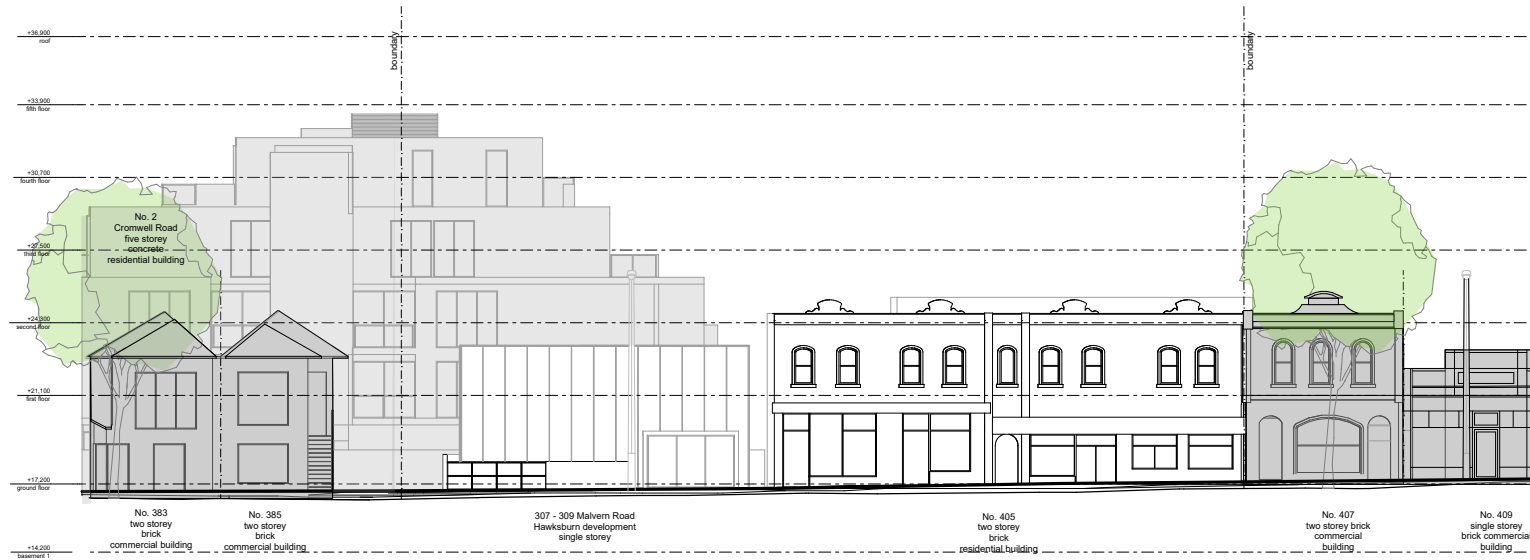 +36,900
roof
boundary
boundary
+33,900
fifth floor
+30,700
fourth floor
No. 2
Cromwell Road
five storey
concrete
residential building
+27,500
third floor
+24,300
second floor
+21,100
first floor
+17,200
ground floor
No. 383
two storey
brick
commercial building
No. 385
two storey
brick
commercial building
307 - 309 Malvern Road
Hawksburn development
single storey
No. 405
two storey
brick
residential building
No. 407
two storey brick
commercial
building
No. 409
single storey
brick commercial
building
+14,200
basement 1